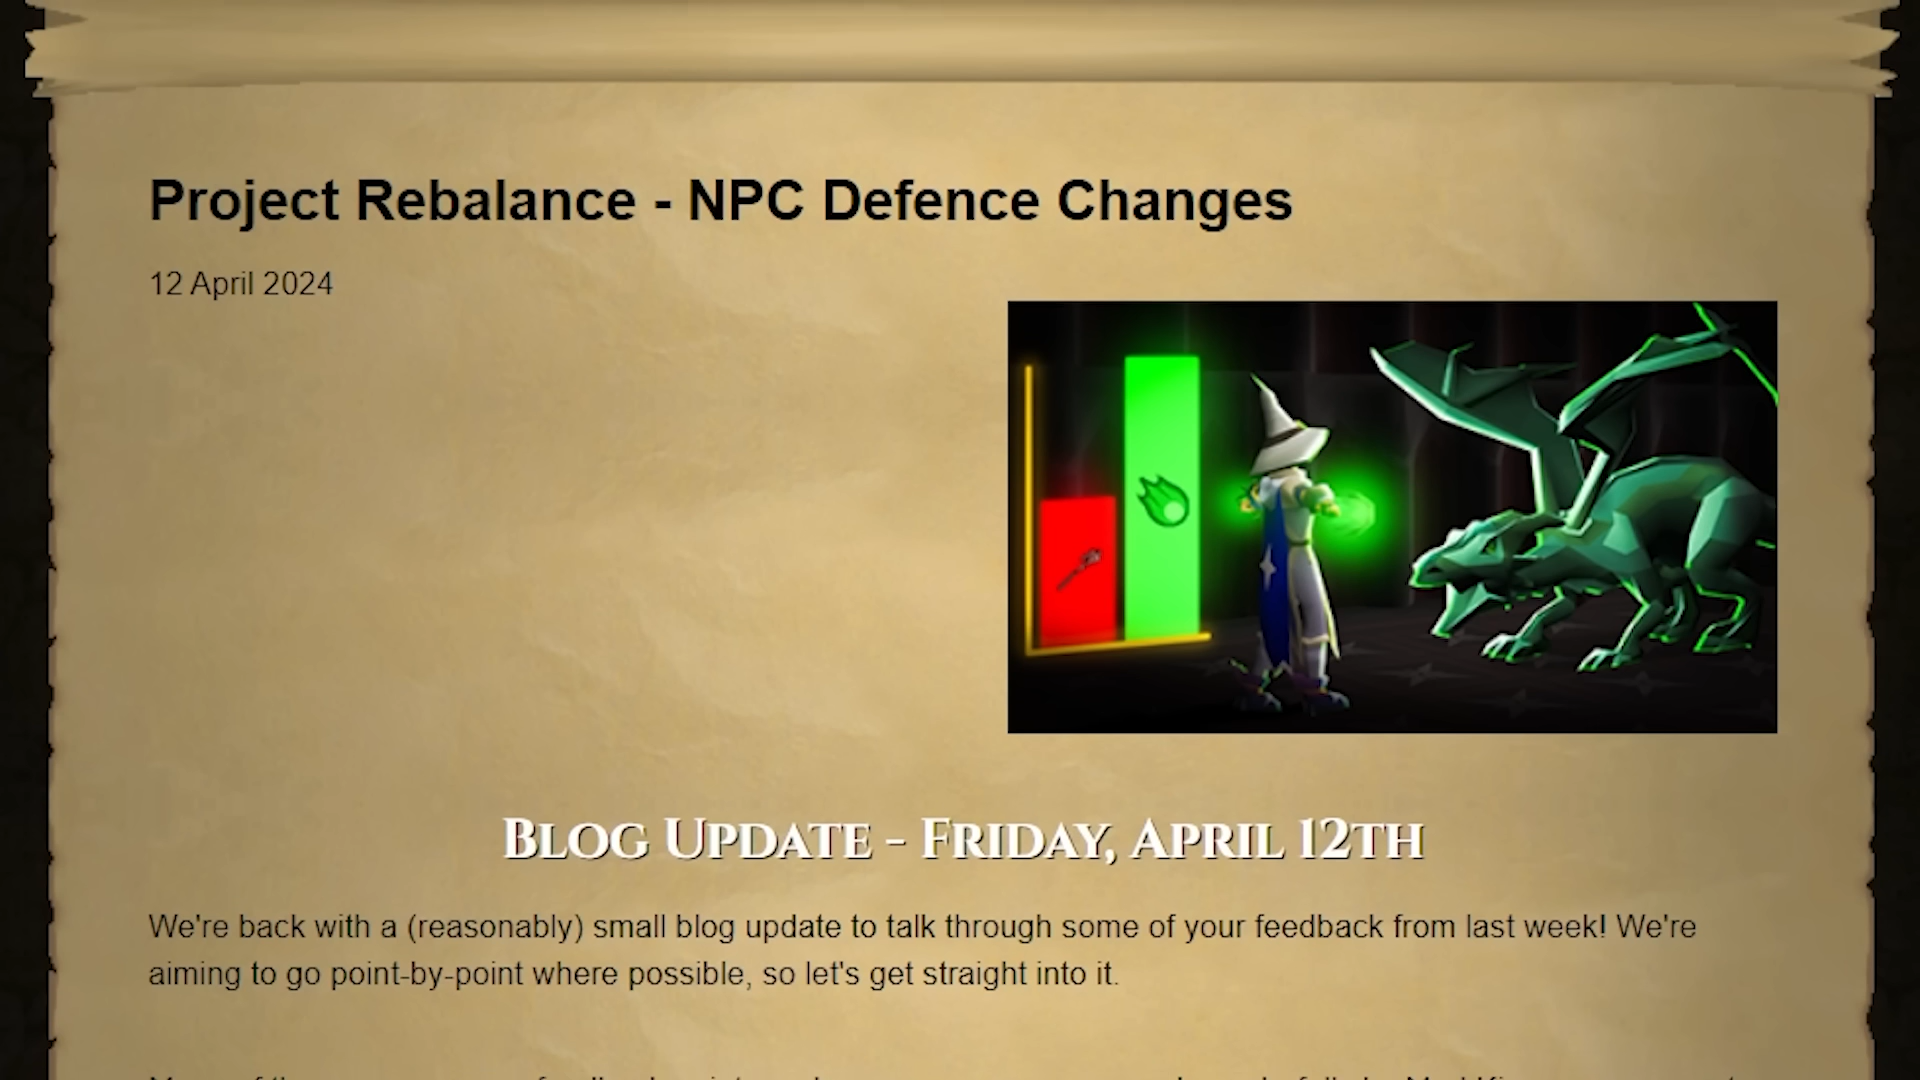 Project Rebalance - NPC Defence Changes
12 April 2024
Blog Update - Friday, April 12th
We're back with a (reasonably) small blog update to talk through some of your feedback from last week! We're
aiming to go point-by-point where possible, so let's get straight into it.